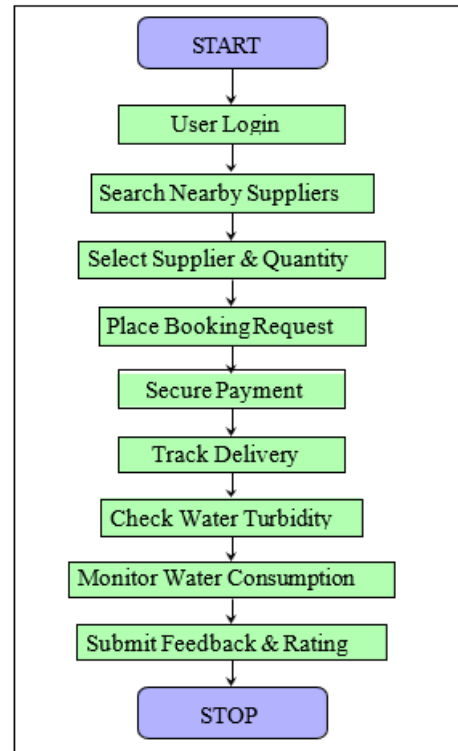 START
User Login
Search Nearby Suppliers
Select Supplier & Quantity
Place Booking Request
Secure Payment
Track Delivery
Check Water Turbidity
Monitor Water Consumption
Submit Feedback & Rating
STOP